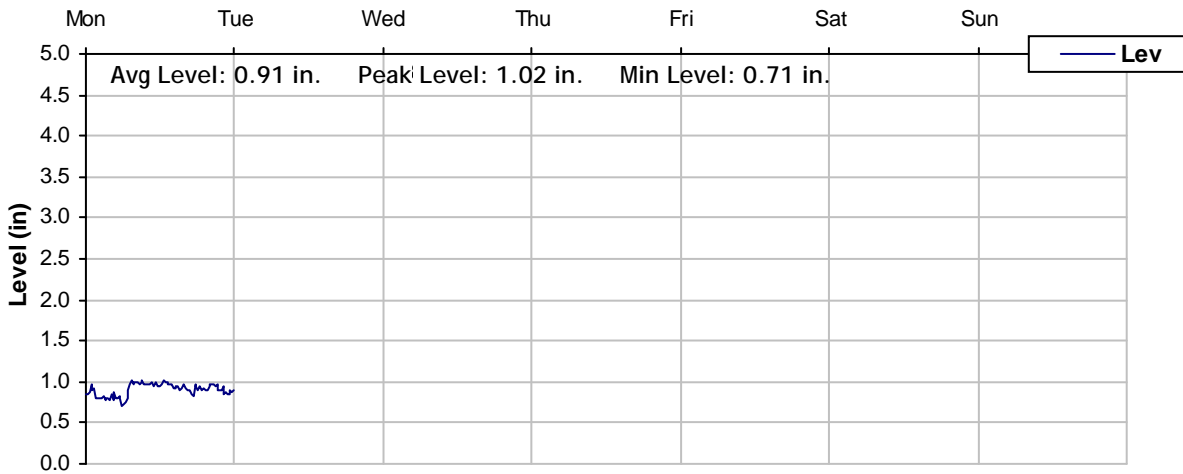 Mon Tue Wed Thu Fri Sat Sun
Lev
Avg Level: 0.91 in. Peak Level: 1.02 in. Min Level: 0.71 in.
Level (in)
5.0
4.5
4.0
3.5
3.0
2.5
2.0
1.5
1.0
0.5
0.0